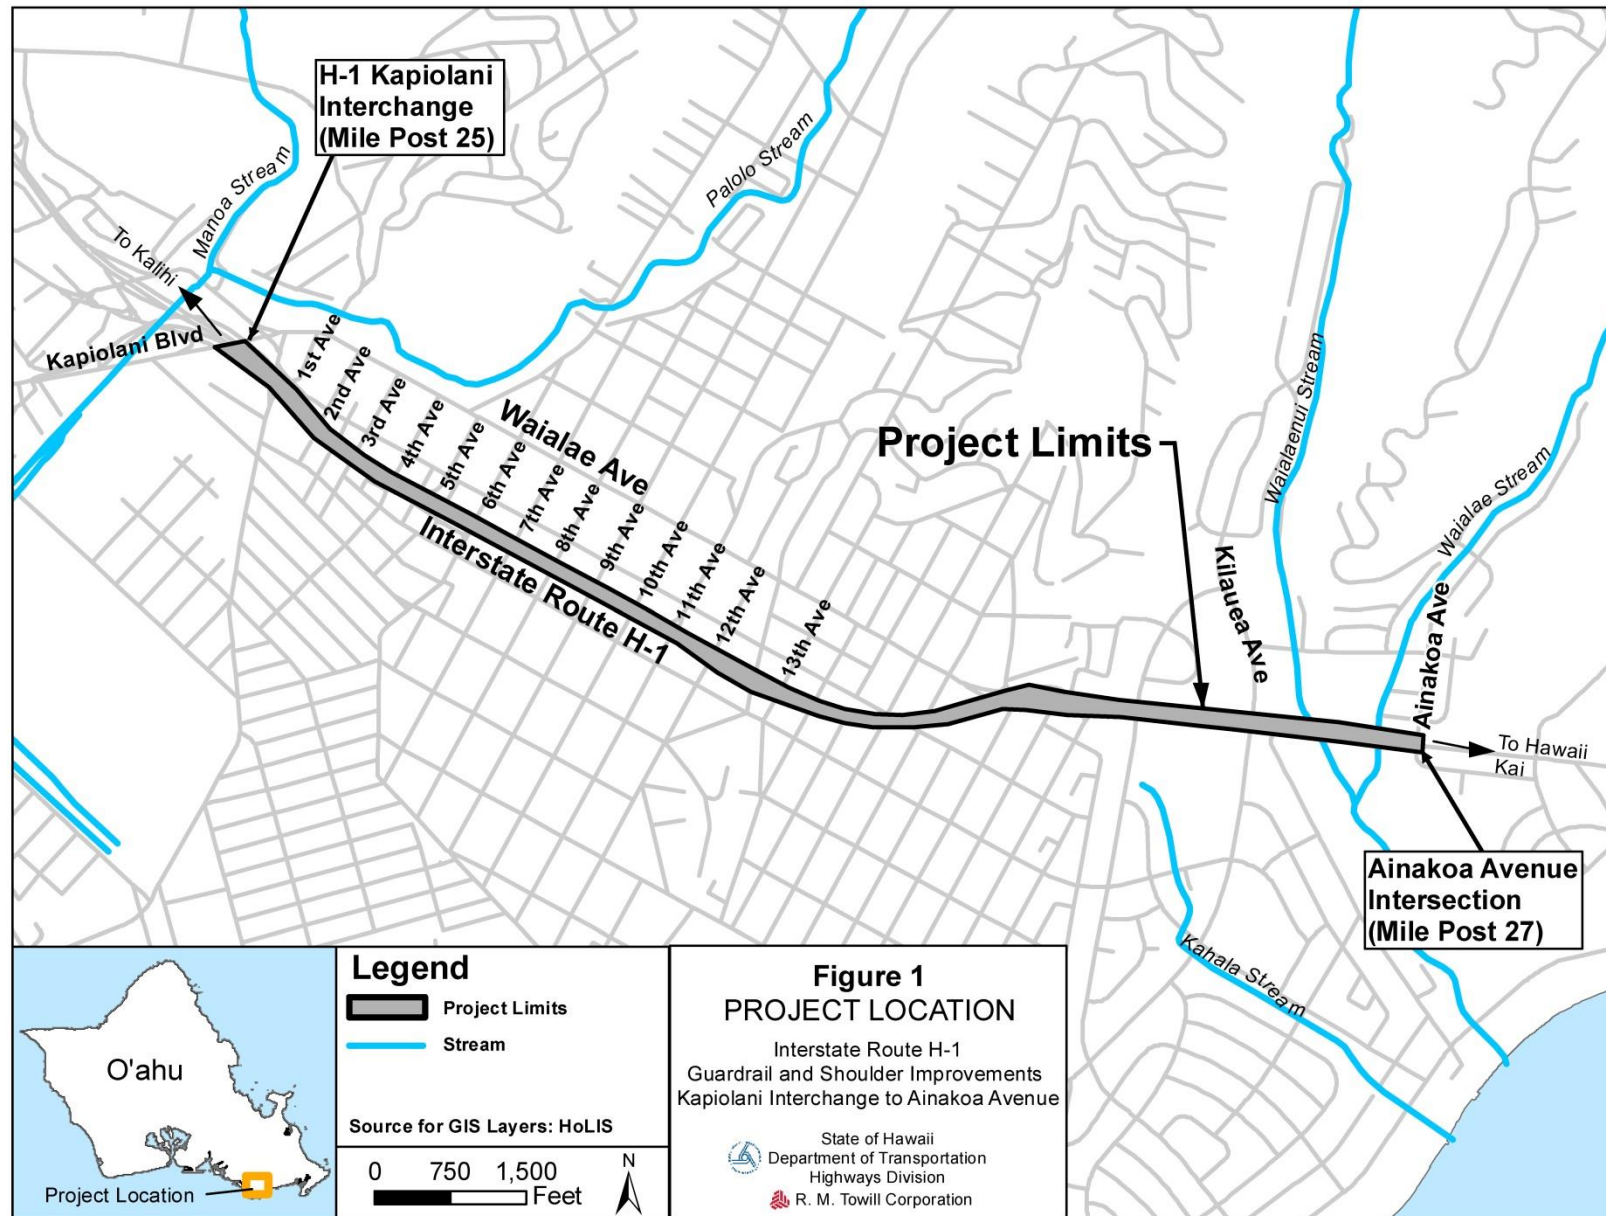 H-1 Kapiolani
Interchange
(Mile Post 25)
Manoa Stream
Palolo Stream
To Kalihi
Kapiolani Blvd
1st Ave
2nd Ave
3rd Ave
4th Ave
5th Ave
6th Ave
7th Ave
8th Ave
9th Ave
10th Ave
11th Ave
12th Ave
13th Ave
Waialae Ave
Interstate Route H-1
Project Limits
Waialaenui Stream
Waialae Stream
Kilauea Ave
Ainakoa Ave
To Hawaii
Kai
Ainakoa Avenue
Intersection
(Mile Post 27)
Kahala Stream
O'ahu
Project Location
Legend
Project Limits
Stream
Source for GIS Layers: HoLIS
0 750 1,500
Feet
N
Figure 1
PROJECT LOCATION
Interstate Route H-1
Guardrail and Shoulder Improvements
Kapiolani Interchange to Ainakoa Avenue
State of Hawaii
Department of Transportation
Highways Division
R. M. Towill Corporation